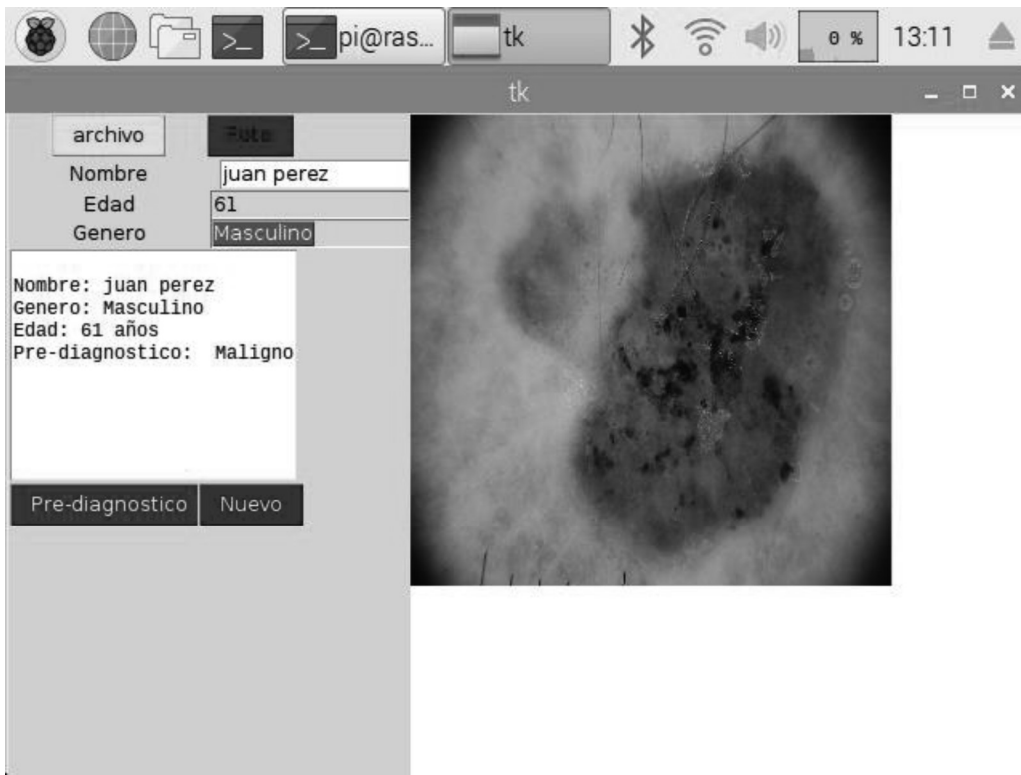 pi@ras... tk 0 % 13:11
tk
archivo Foto
Nombre juan perez
Edad 61
Genero Masculino
Nombre: juan perez
Genero: Masculino
Edad: 61 años
Pre-diagnostico: Maligno
Pre-diagnostico Nuevo